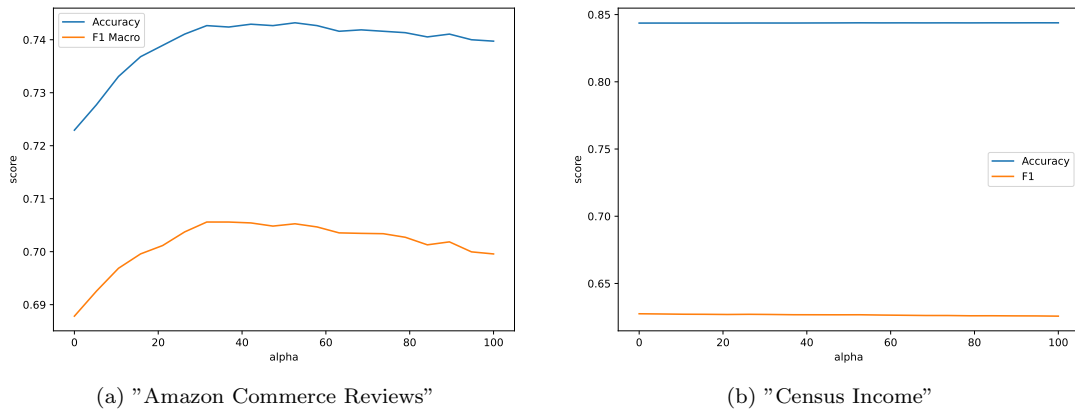 0.74
0.73
0.72
0.71
0.70
0.69
score
0
20
40
60
80
100
alpha
Accuracy
F1 Macro
(a) ”Amazon Commerce Reviews”
0.85
0.80
0.75
0.70
0.65
score
0
20
40
60
80
100
alpha
Accuracy
F1
(b) ”Census Income”